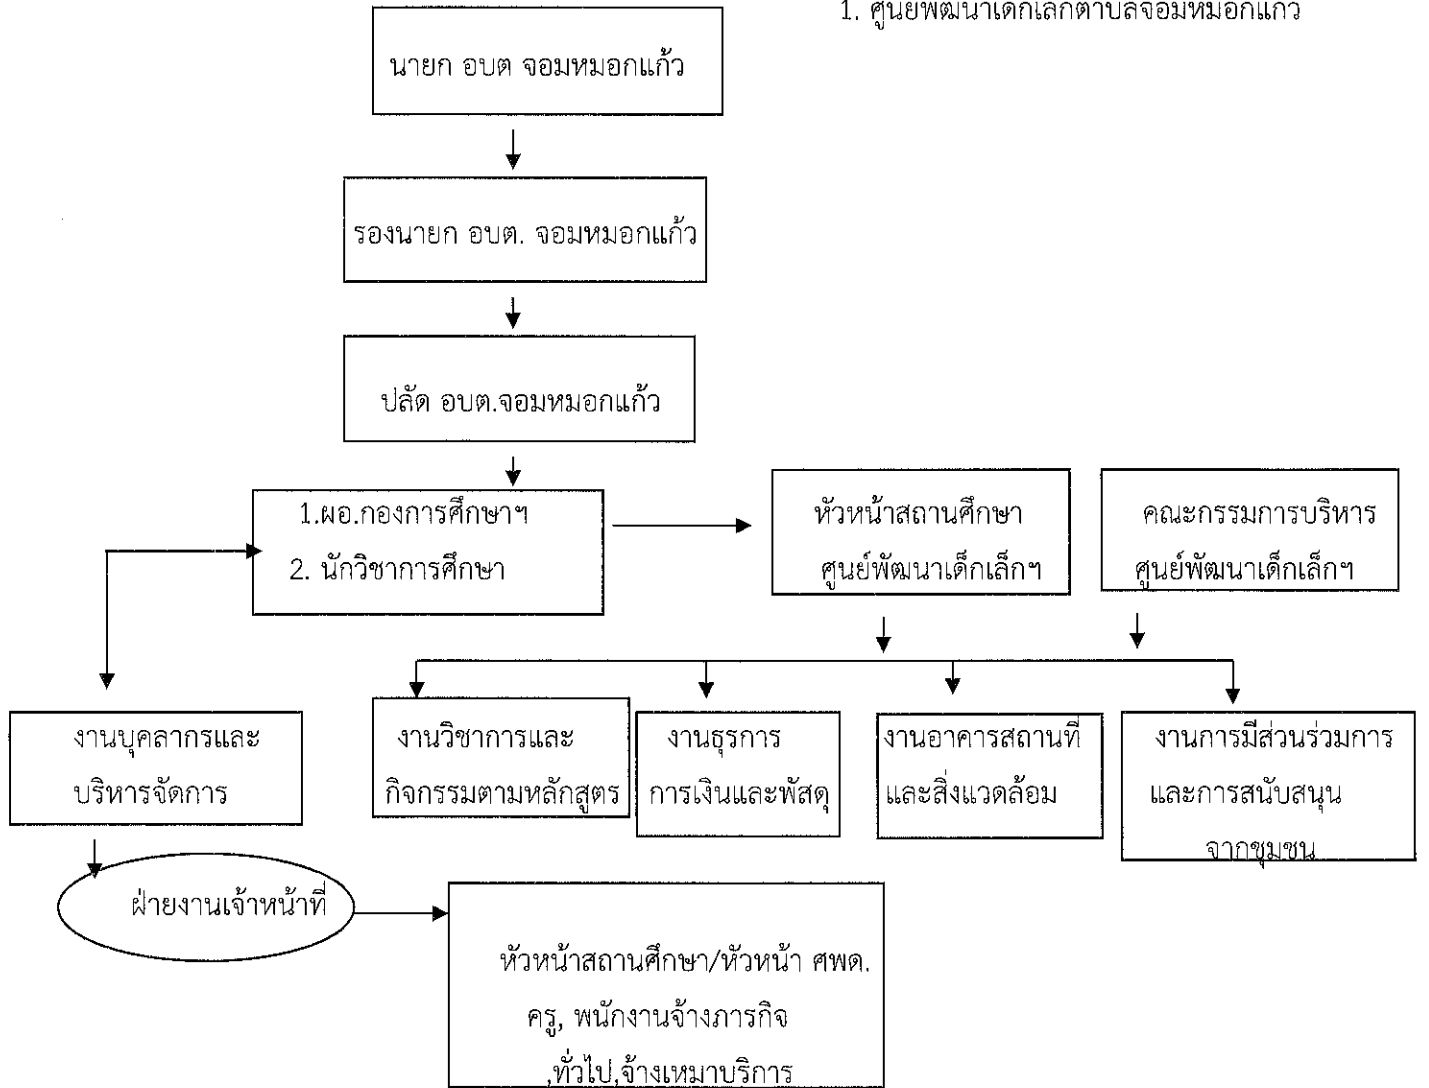 1. ศูนย์พัฒนาเด็กเล็กตำบลจอมหมอกแก้ว
นายก อบต จอมหมอกแก้ว
รองนายก อบต. จอมหมอกแก้ว
ปลัด อบต.จอมหมอกแก้ว
1.ผอ.กองการศึกษาฯ
2. นักวิชาการศึกษา
หัวหน้าสถานศึกษา
ศูนย์พัฒนาเด็กเล็กฯ
คณะกรรมการบริหาร
ศูนย์พัฒนาเด็กเล็กฯ
งานบุคลากรและ
บริหารจัดการ
งานวิชาการและ
กิจกรรมตามหลักสูตร
งานธุรการ
การเงินและพัสดุ
งานอาคารสถานที่
และสิ่งแวดล้อม
งานการมีส่วนร่วมการ
และการสนับสนุน
จากชุมชน
ฝ่ายงานเจ้าหน้าที่
หัวหน้าสถานศึกษา/หัวหน้า ศพด.
ครู, พนักงานจ้างภารกิจ
,ทั่วไป,จ้างเหมาบริการ